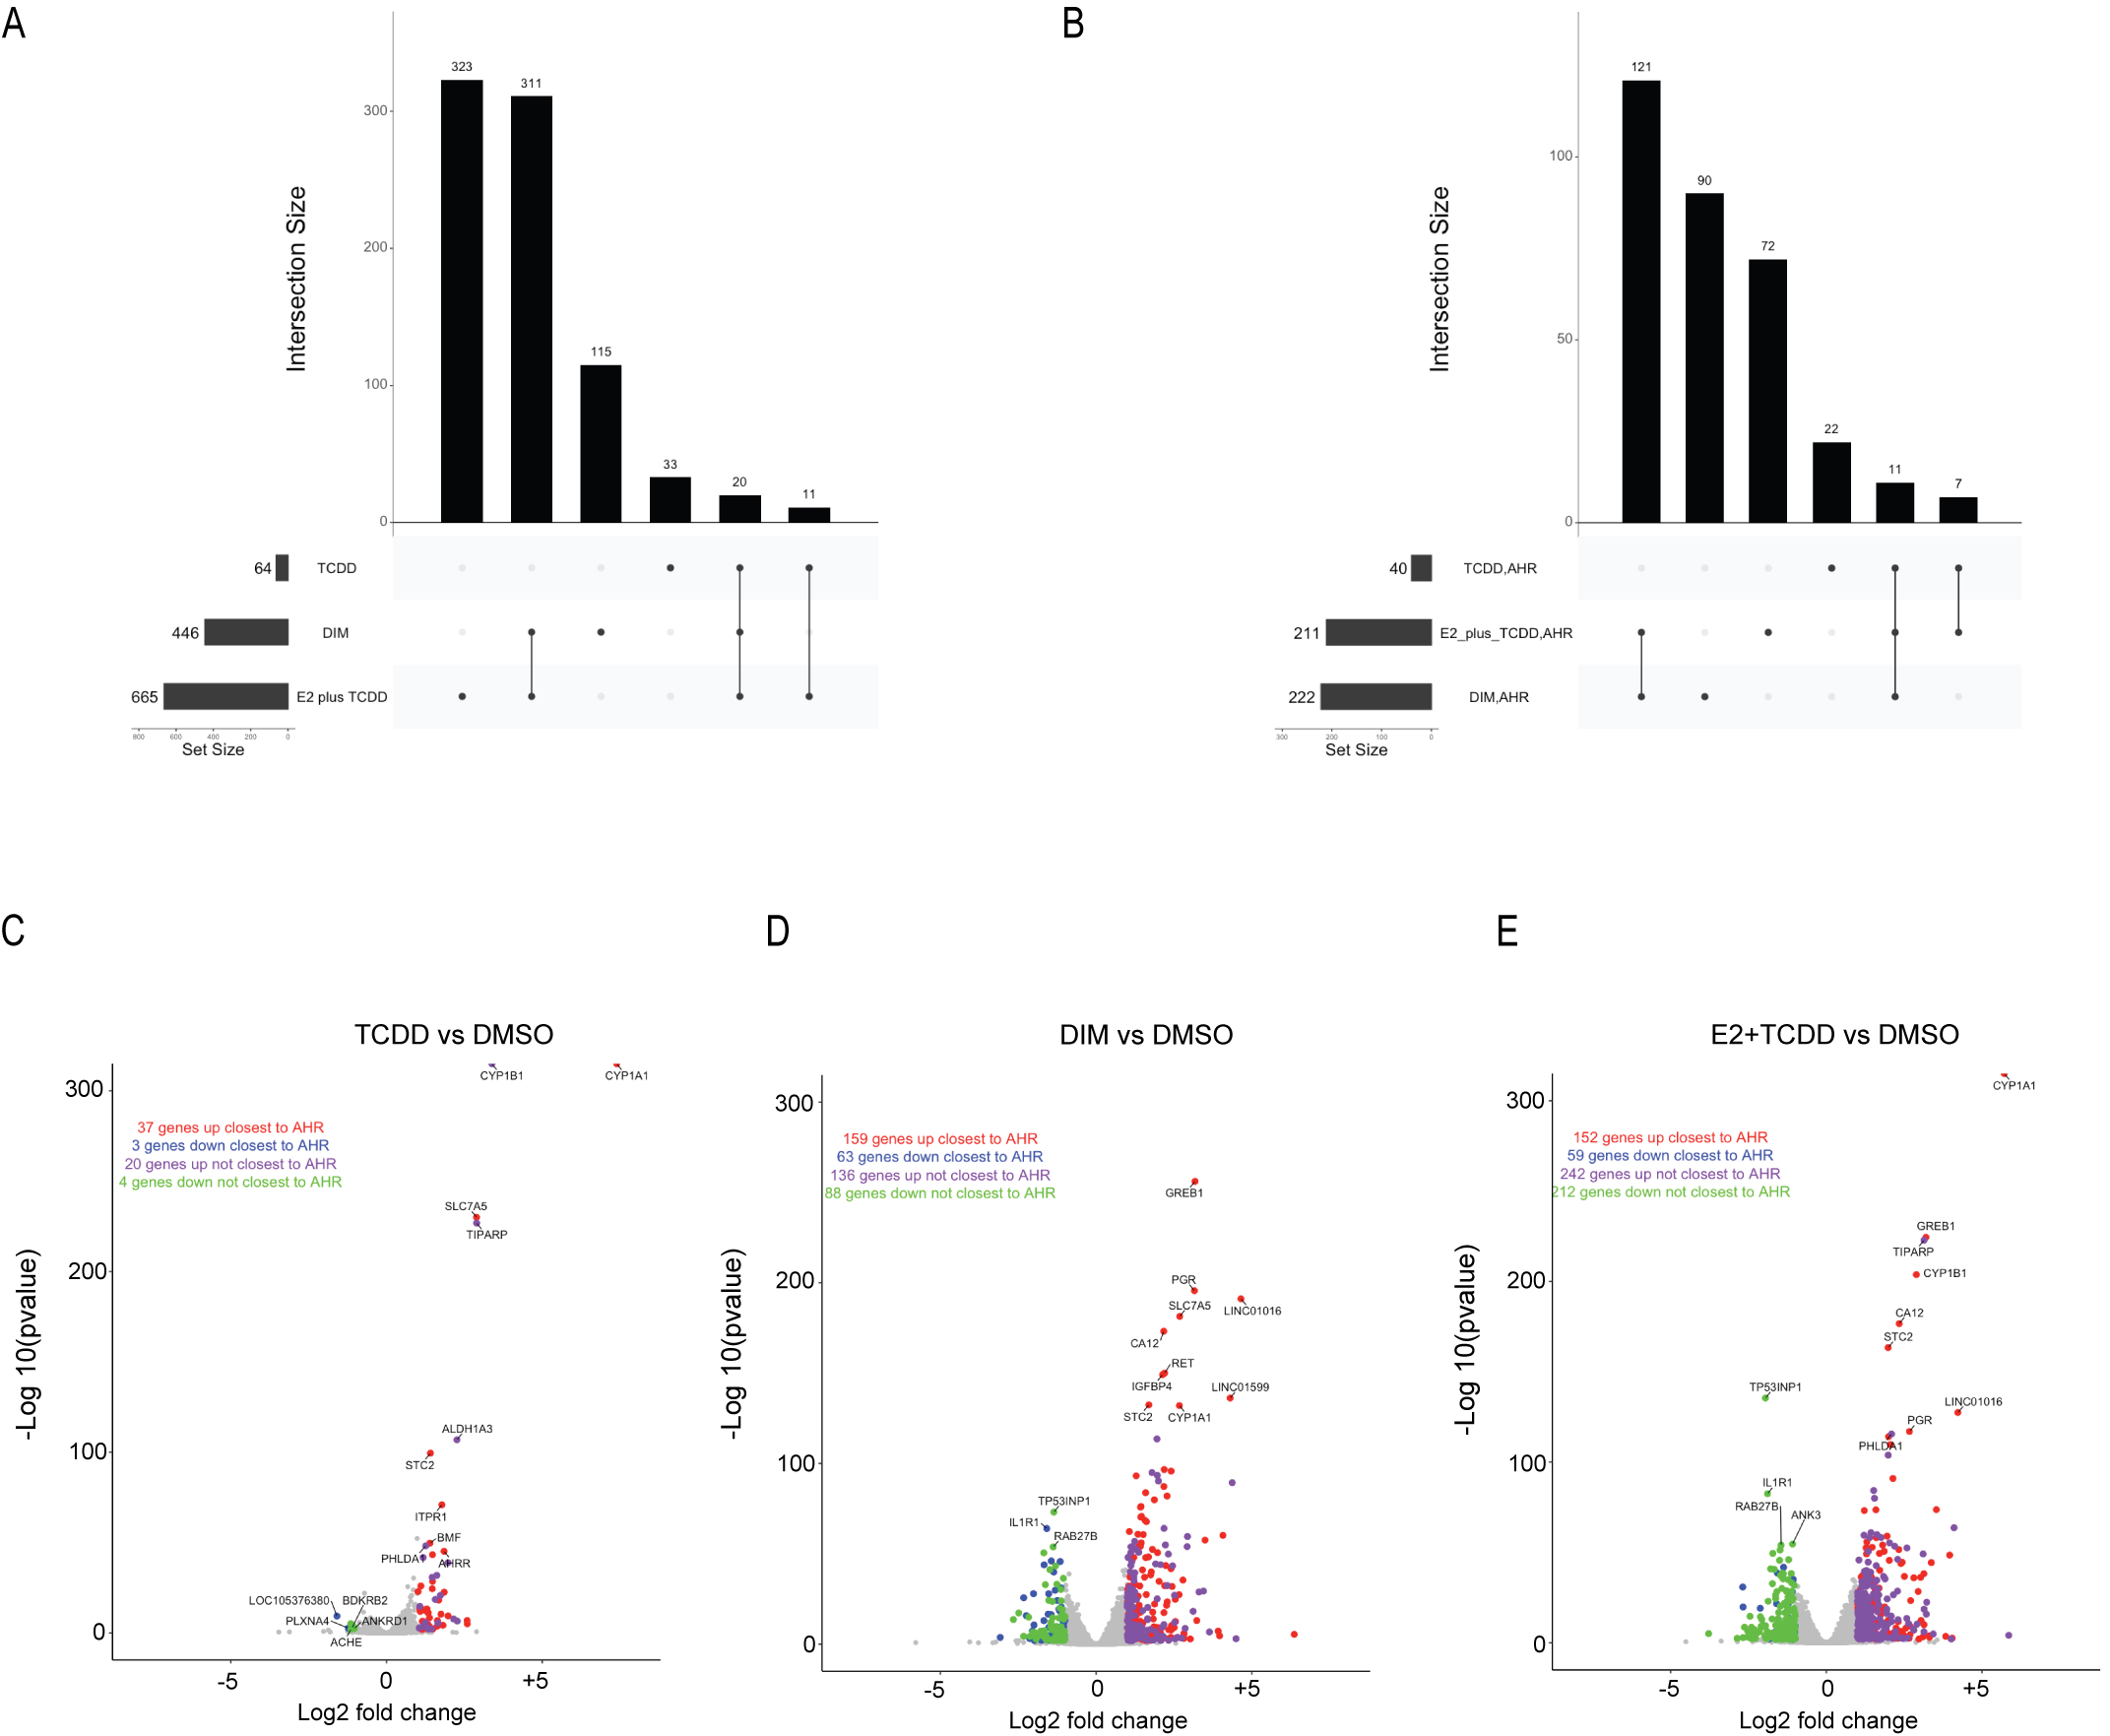 A
B
323
311
115
33
20
11
300
200
100
0
Intersection Size
64
TCDD
446
DIM
665
E2 plus TCDD
800
600
400
200
0
Set Size
121
90
72
22
11
7
100
50
0
Intersection Size
40
TCDD,AHR
211
E2_plus_TCDD,AHR
222
DIM,AHR
300
200
100
0
Set Size
C
D
E
TCDD vs DMSO
300
200
100
0
-Log 10(pvalue)
37 genes up closest to AHR
3 genes down closest to AHR
20 genes up not closest to AHR
4 genes down not closest to AHR
CYP1B1
CYP1A1
SLC7A5
TIPARP
ALDH1A3
STC2
ITPR1
BMF
PHLDA1
AHRR
LOC105376380
BDKRB2
PLXNA4
ANKRD1
ACHE
-5
0
+5
Log2 fold change
DIM vs DMSO
300
200
100
0
-Log 10(pvalue)
159 genes up closest to AHR
63 genes down closest to AHR
136 genes up not closest to AHR
88 genes down not closest to AHR
GREB1
PGR
SLC7A5
LINC01016
CA12
RET
IGFBP4
LINC01599
STC2
CYP1A1
TP53INP1
IL1R1
RAB27B
-5
0
+5
Log2 fold change
E2+TCDD vs DMSO
300
200
100
0
-Log 10(pvalue)
152 genes up closest to AHR
59 genes down closest to AHR
242 genes up not closest to AHR
212 genes down not closest to AHR
CYP1A1
GREB1
TIPARP
CYP1B1
CA12
STC2
TP53INP1
LINC01016
PGR
PHLDA1
IL1R1
RAB27B
ANK3
-5
0
+5
Log2 fold change